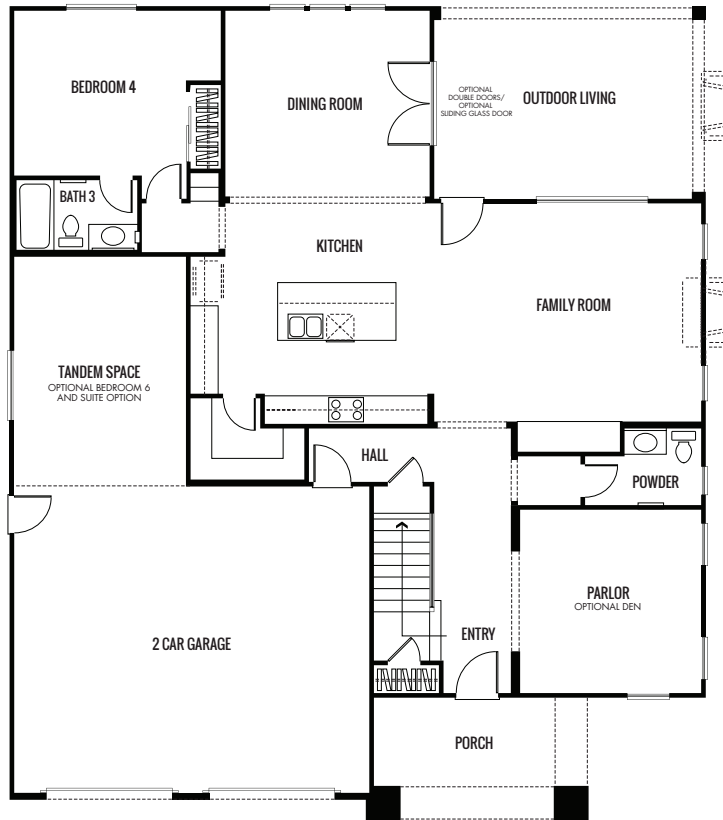 BEDROOM 4
DINING ROOM
OPTIONAL
DOUBLE DOORS/
OPTIONAL
SLIDING GLASS DOOR
OUTDOOR LIVING
BATH 3
KITCHEN
FAMILY ROOM
TANDEM SPACE
OPTIONAL BEDROOM 6
AND SUITE OPTION
HALL
POWDER
PARLOR
OPTIONAL DEN
2 CAR GARAGE
ENTRY
PORCH